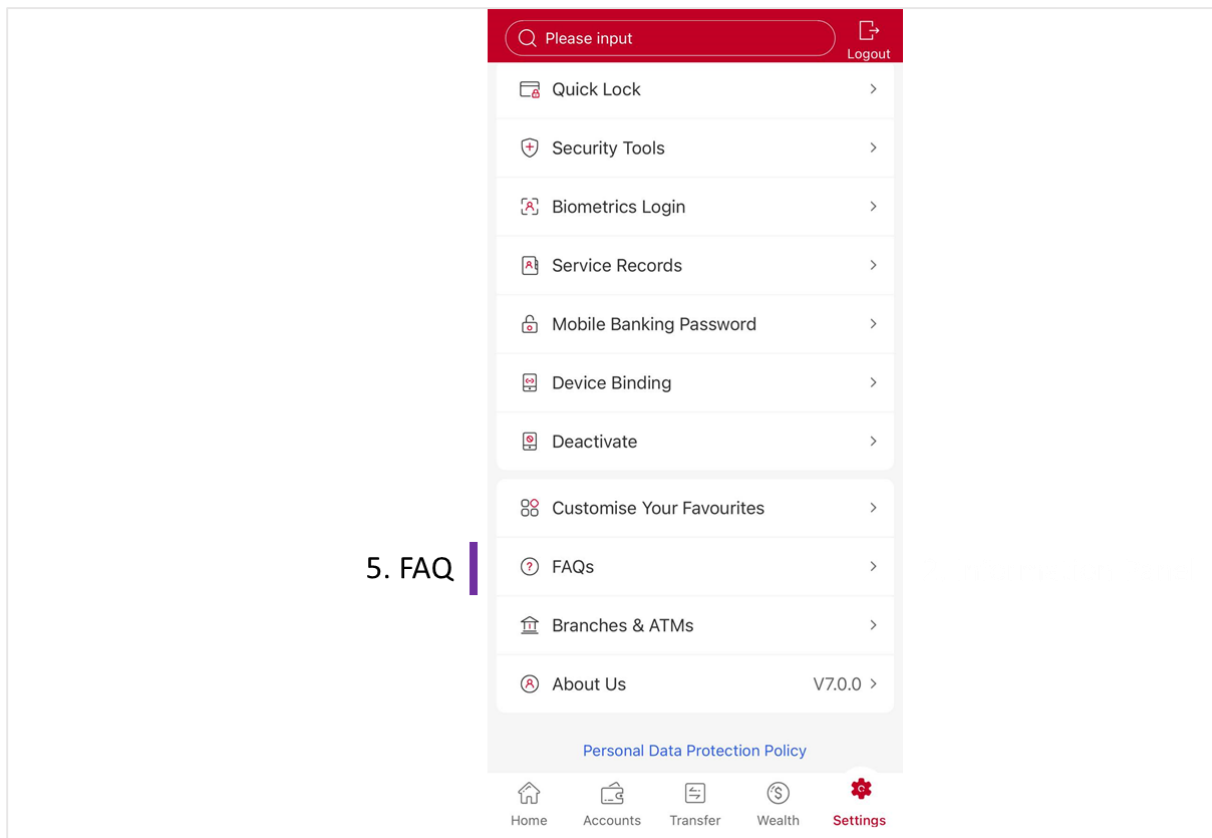 Please input
Logout
Quick Lock
Security Tools
Biometrics Login
Service Records
Mobile Banking Password
Device Binding
Deactivate
Customise Your Favourites
5. FAQ
FAQs
Branches & ATMs
About Us V7.0.0
Personal Data Protection Policy
Home Accounts Transfer Wealth Settings